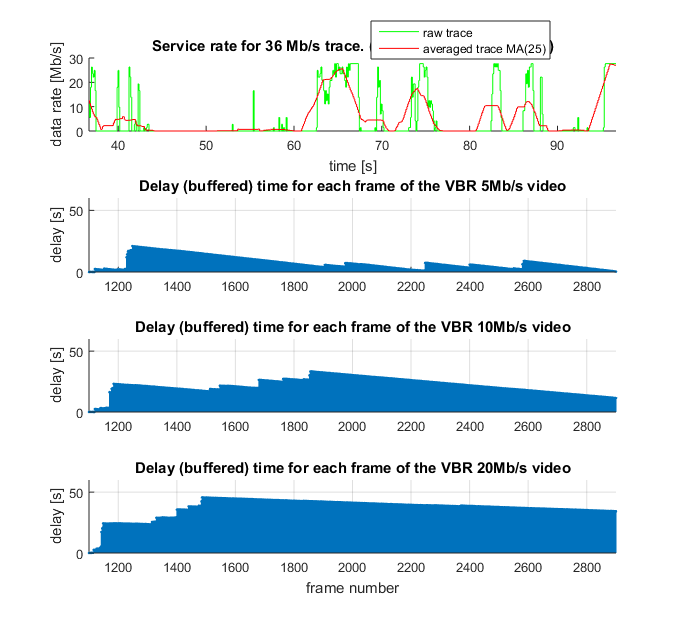 raw trace
averaged trace MA(25)
Service rate for 36 Mb/s trace. ( )
data rate [Mb/s]
30
20
10
0
40 50 60 70 80 90
time [s]
Delay (buffered) time for each frame of the VBR 5Mb/s video
delay [s]
50
0
1200 1400 1600 1800 2000 2200 2400 2600 2800
Delay (buffered) time for each frame of the VBR 10Mb/s video
delay [s]
50
0
1200 1400 1600 1800 2000 2200 2400 2600 2800
Delay (buffered) time for each frame of the VBR 20Mb/s video
delay [s]
50
0
1200 1400 1600 1800 2000 2200 2400 2600 2800
frame number